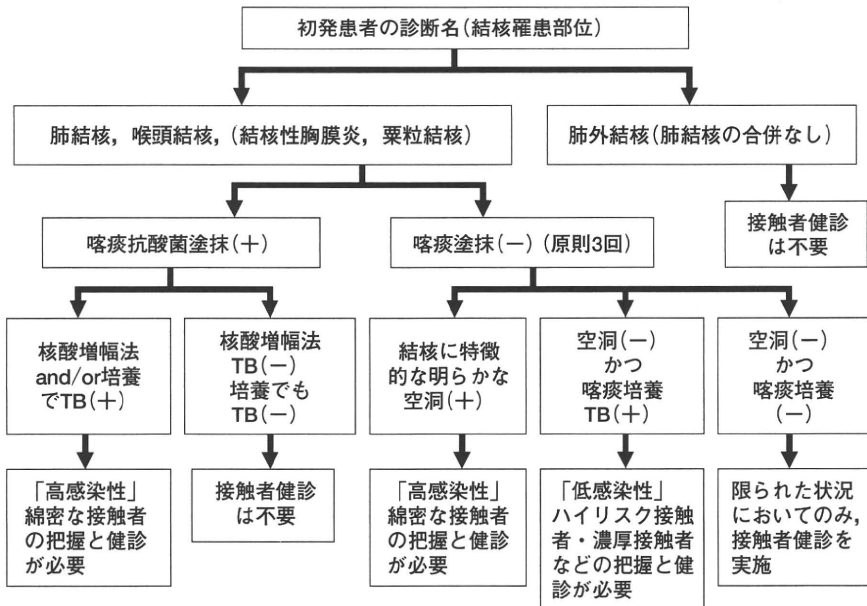 初発患者の診断名(結核罹患部位)
肺結核，喉頭結核，(結核性胸膜炎，粟粒結核)
肺外結核(肺結核の合併なし)
接触者健診
は不要
喀痰抗酸菌塗抹(＋)
喀痰塗抹(－)(原則3回)
核酸増幅法
and/or培養
でTB(＋)
核酸増幅法
TB(－)
培養でも
TB(－)
結核に特徴
的な明らかな
空洞(＋)
空洞(－)
かつ
喀痰培養
TB(＋)
空洞(－)
かつ
喀痰培養
(－)
「高感染性」
綿密な接触者
の把握と健診
が必要
接触者健診
は不要
「高感染性」
綿密な接触者
の把握と健診
が必要
「低感染性」
ハイリスク接触
者・濃厚接触者
などの把握と健
診が必要
限られた状況
においてのみ，
接触者健診を
実施